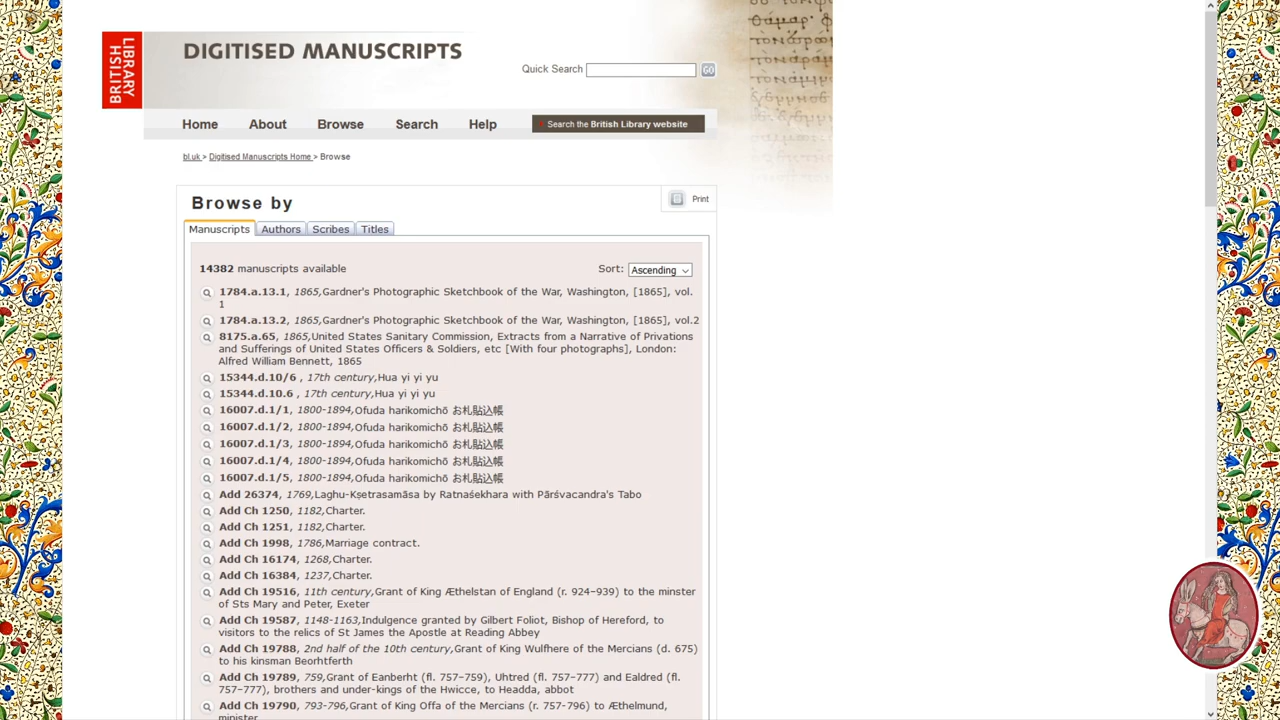 BRITISH
LIBRARY
DIGITISED MANUSCRIPTS
Quick Search
GO
Home About Browse Search Help
Search the British Library website
bl.uk > Digitised Manuscripts Home > Browse
Browse by
Print
Manuscripts Authors Scribes Titles
14382 manuscripts available
Sort: Ascending
1784.a.13.1, 1865,Gardner's Photographic Sketchbook of the War, Washington, [1865], vol.
1
1784.a.13.2, 1865,Gardner's Photographic Sketchbook of the War, Washington, [1865], vol.2
8175.a.65, 1865,United States Sanitary Commission, Extracts from a Narrative of Privations
and Sufferings of United States Officers & Soldiers, etc [With four photographs], London:
Alfred William Bennett, 1865
15344.d.10/6 , 17th century,Hua yi yi yu
15344.d.10.6 , 17th century,Hua yi yi yu
16007.d.1/1, 1800-1894,Ofuda harikomichō お札貼込帳
16007.d.1/2, 1800-1894,Ofuda harikomichō お札貼込帳
16007.d.1/3, 1800-1894,Ofuda harikomichō お札貼込帳
16007.d.1/4, 1800-1894,Ofuda harikomichō お札貼込帳
16007.d.1/5, 1800-1894,Ofuda harikomichō お札貼込帳
Add 26374, 1769,Laghu-Kṣetrasamāsa by Ratnaśekhara with Pārśvacandra's Tabo
Add Ch 1250, 1182,Charter.
Add Ch 1251, 1182,Charter.
Add Ch 1998, 1786,Marriage contract.
Add Ch 16174, 1268,Charter.
Add Ch 16384, 1237,Charter.
Add Ch 19516, 11th century,Grant of King Æthelstan of England (r. 924–939) to the minster
of Sts Mary and Peter, Exeter
Add Ch 19587, 1148-1163,Indulgence granted by Gilbert Foliot, Bishop of Hereford, to
visitors to the relics of St James the Apostle at Reading Abbey
Add Ch 19788, 2nd half of the 10th century,Grant of King Wulfhere of the Mercians (d. 675)
to his kinsman Beorhtferth
Add Ch 19789, 759,Grant of Eanberht (fl. 757–759), Uhtred (fl. 757–777) and Ealdred (fl.
757–777), brothers and under-kings of the Hwicce, to Headda, abbot
Add Ch 19790, 793-796,Grant of King Offa of the Mercians (r. 757-796) to Æthelmund,
minister